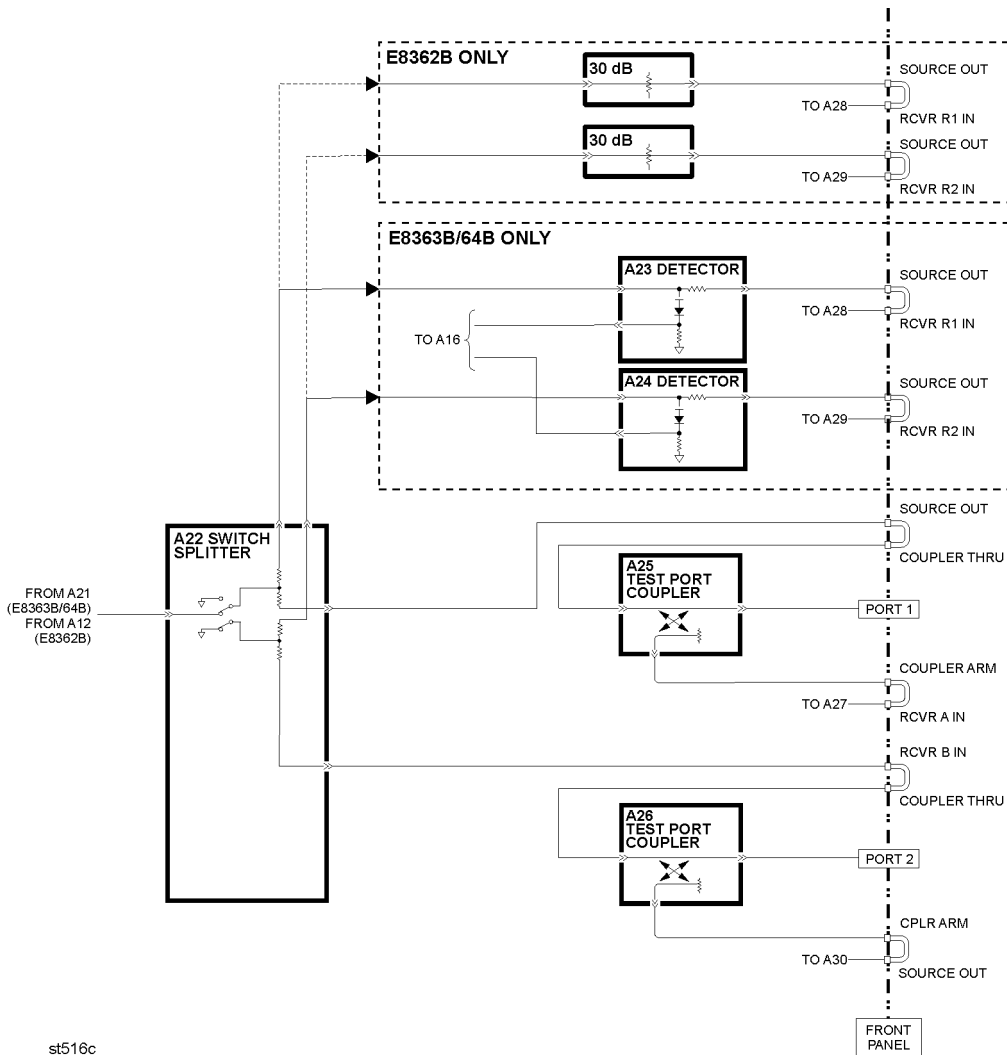 E8362B ONLY
30 dB
SOURCE OUT
TO A28
RCVR R1 IN
30 dB
SOURCE OUT
TO A29
RCVR R2 IN
E8363B/64B ONLY
A23 DETECTOR
SOURCE OUT
TO A28
RCVR R1 IN
TO A16
A24 DETECTOR
SOURCE OUT
TO A29
RCVR R2 IN
SOURCE OUT
COUPLER THRU
A22 SWITCH
SPLITTER
FROM A21
(E8363B/64B)
FROM A12
(E8362B)
A25
TEST PORT
COUPLER
PORT 1
COUPLER ARM
TO A27
RCVR A IN
RCVR B IN
COUPLER THRU
A26
TEST PORT
COUPLER
PORT 2
CPLR ARM
TO A30
SOURCE OUT
FRONT
PANEL
st516c